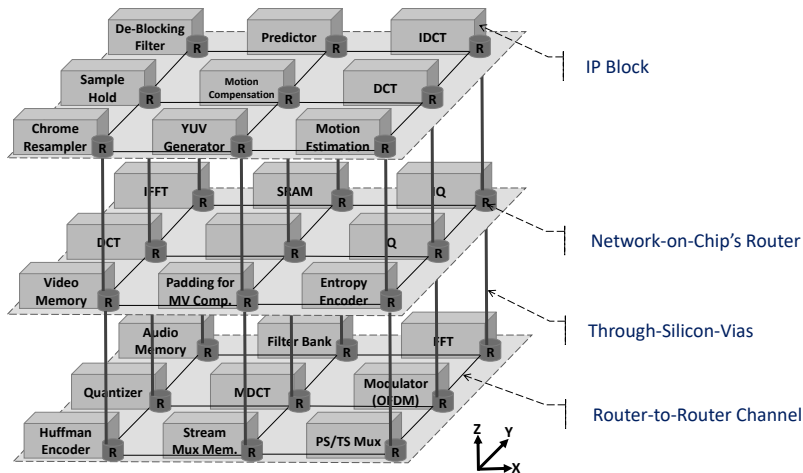 De-Blocking
Filter
Predictor
IDCT
R
R
R
IP Block
Sample
Hold
Motion
Compensation
DCT
R
R
R
Chrome
Resampler
YUV
Generator
Motion
Estimation
R
R
R
IFFT
SRAM
IQ
R
R
R
Network-on-Chip's Router
DCT
Q
R
R
R
Video
Memory
Padding for
MV Comp.
Entropy
Encoder
R
R
R
Through-Silicon-Vias
Audio
Memory
Filter Bank
FFT
R
R
R
Quantizer
MDCT
Modulator
(OFDM)
R
R
R
Router-to-Router Channel
Huffman
Encoder
Stream
Mux Mem.
PS/TS Mux
R
R
R
Z
Y
X